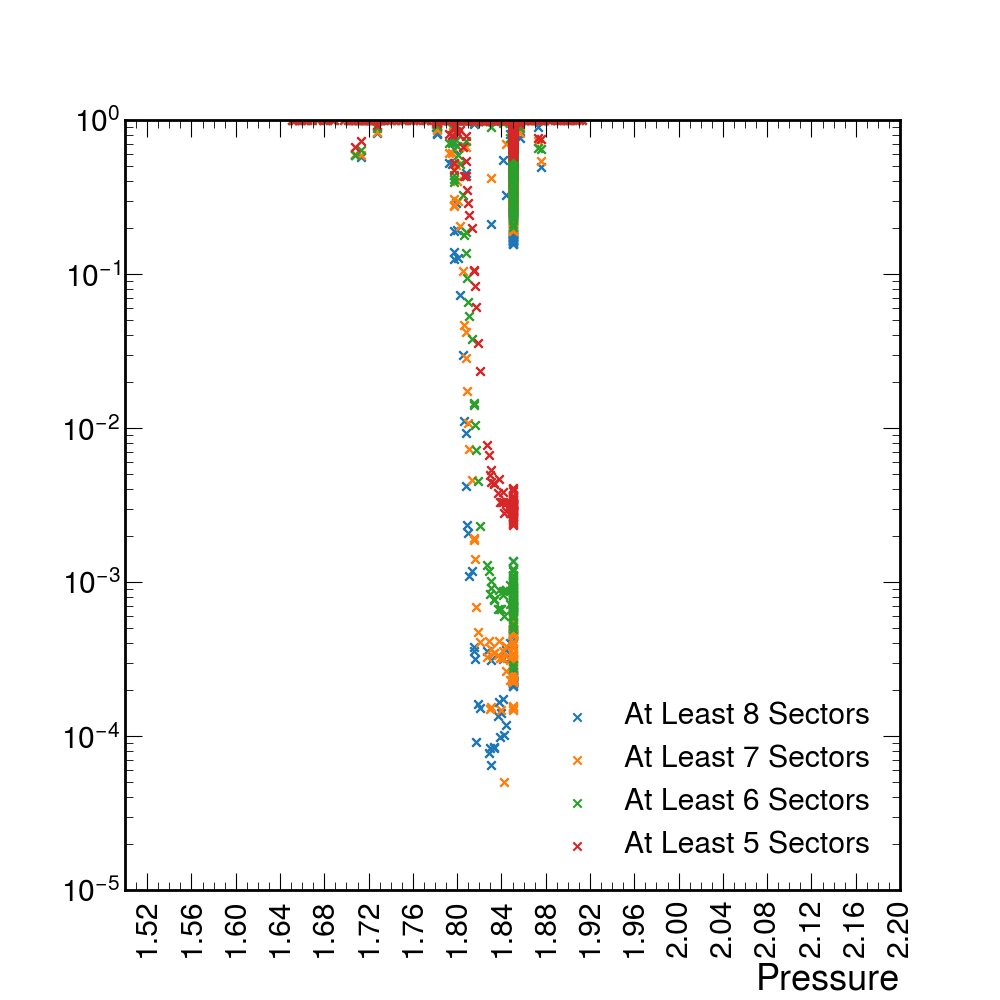 10⁰
10⁻¹
10⁻²
10⁻³
10⁻⁴
10⁻⁵
At Least 8 Sectors
At Least 7 Sectors
At Least 6 Sectors
At Least 5 Sectors
1.52 1.56 1.60 1.64 1.68 1.72 1.76 1.80 1.84 1.88 1.92 1.96 2.00 2.04 2.08 2.12 2.16 2.20
Pressure